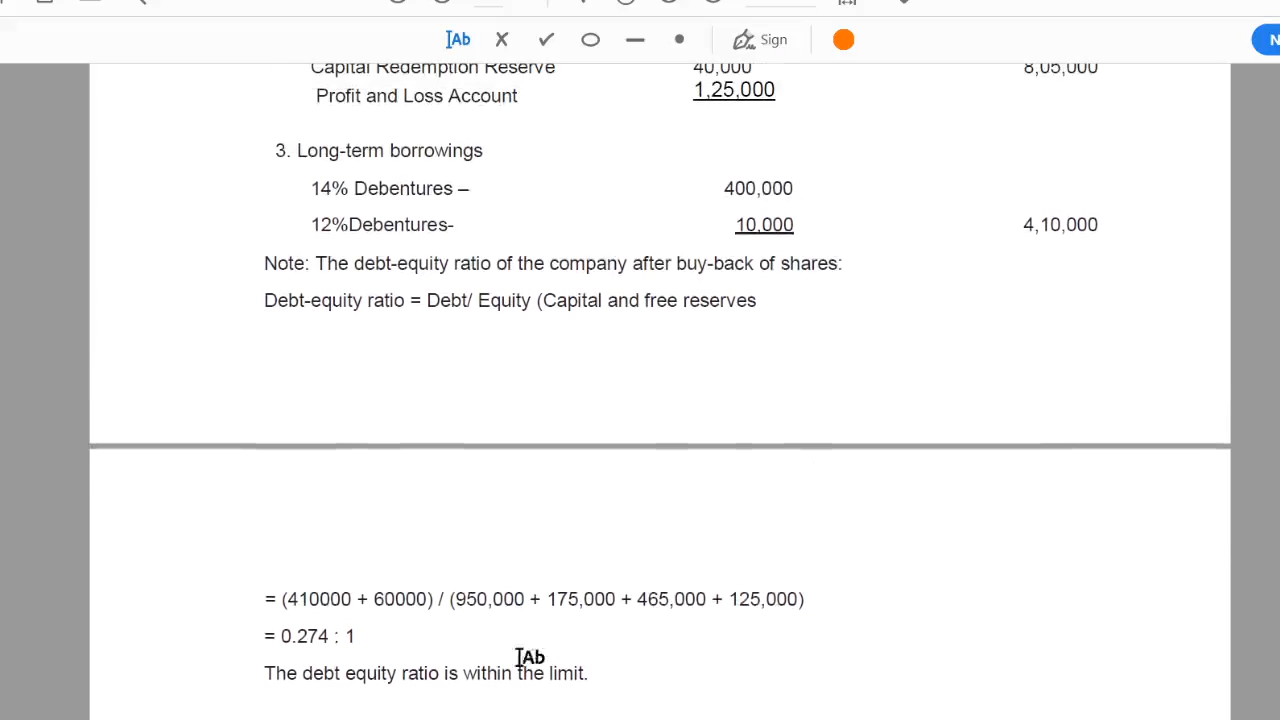 Ab
Sign
N
Capital Redemption Reserve 40,000 8,05,000
Profit and Loss Account 1,25,000
3. Long-term borrowings
14% Debentures – 400,000
12%Debentures- 10,000 4,10,000
Note: The debt-equity ratio of the company after buy-back of shares:
Debt-equity ratio = Debt/ Equity (Capital and free reserves
= (410000 + 60000) / (950,000 + 175,000 + 465,000 + 125,000)
= 0.274 : 1
Ab
The debt equity ratio is within the limit.